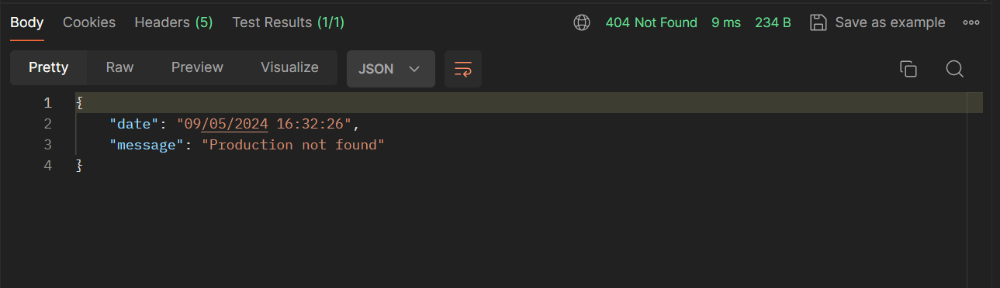 Body Cookies Headers (5) Test Results (1/1) 404 Not Found 9 ms 234 B Save as example
Pretty Raw Preview Visualize JSON
1 {
2 "date": "09/05/2024 16:32:26",
3 "message": "Production not found"
4 }